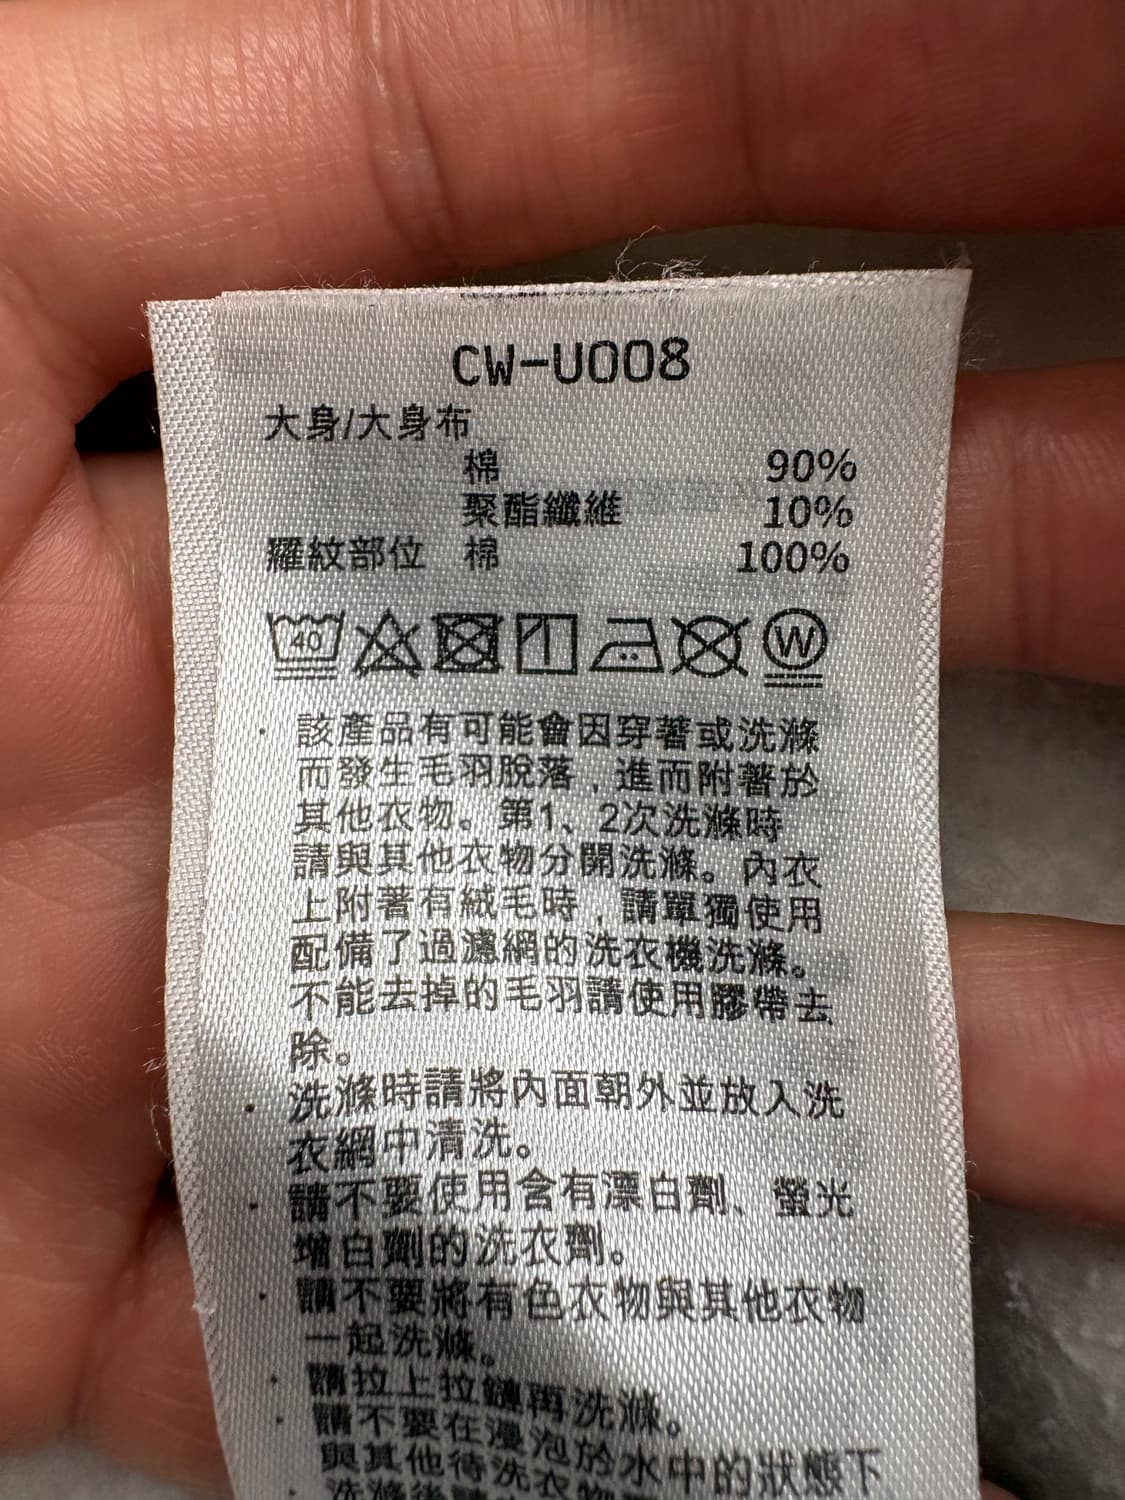 CW-U008
大身/大身布
棉 90%
聚酯纖維 10%
羅紋部位 棉 100%
40 W
· 該產品有可能會因穿著或洗滌
而發生毛羽脫落，進而附著於
其他衣物。第1、2次洗滌時
請與其他衣物分開洗滌。內衣
上附著有絨毛時，請單獨使用
配備了過濾網的洗衣機洗滌。
不能去掉的毛羽請使用膠帶去
除。
· 洗滌時請將內面朝外並放入洗
衣網中清洗。
· 請不要使用含有漂白劑、螢光
增白劑的洗衣劑。
· 請不要將有色衣物與其他衣物
一起洗滌。
· 請拉上拉鏈再洗滌。
· 請不要在浸泡於水中的狀態下
與其他待洗衣物
洗滌後請